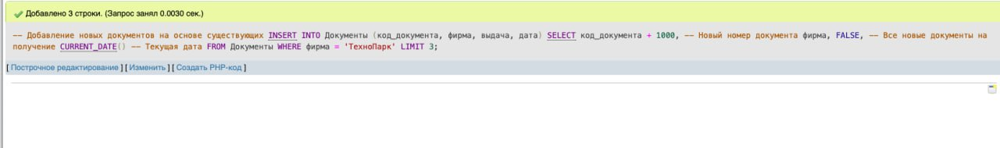 Добавлено 3 строки. (Запрос занял 0.0030 сек.)
-- Добавление новых документов на основе существующих INSERT INTO Документы (код_документа, фирма, выдача, дата) SELECT код_документа + 1000, -- Новый номер документа фирма, FALSE, -- Все новые документы на
получение CURRENT_DATE() -- Текущая дата FROM Документы WHERE фирма = 'ТехноПарк' LIMIT 3;
[ Построчное редактирование ] [ Изменить ] [ Создать PHP-код ]